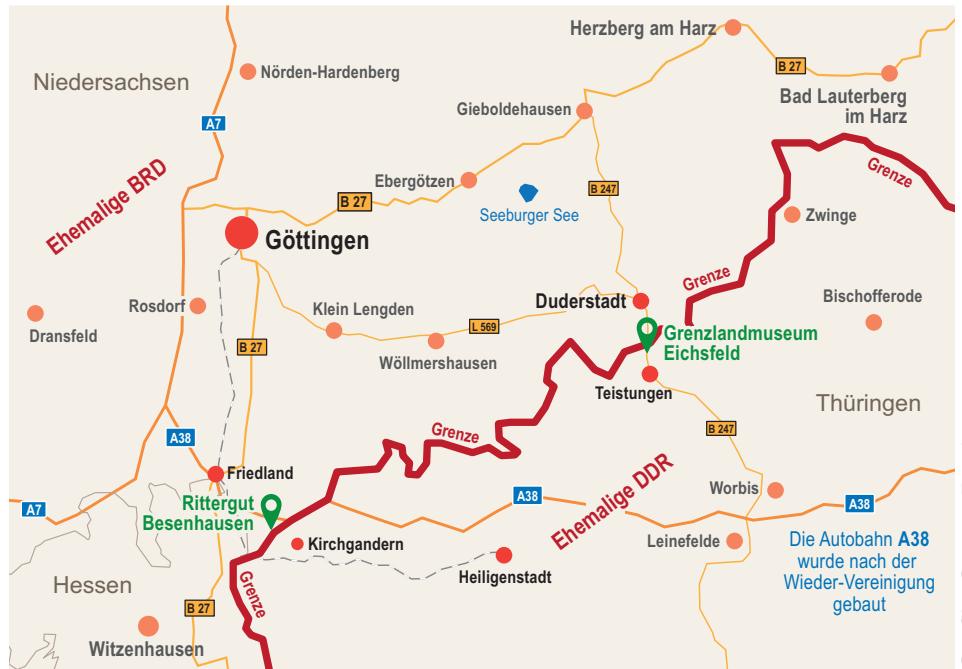 Herzberg am Harz
B 27
Niedersachsen
Nörden-Hardenberg
Bad Lauterberg
im Harz
Gieboldehausen
A7
Grenze
Ehemalige BRD
Ebergötzen
B 247
B 27
Seeburger See
Zwinge
Göttingen
Grenze
Duderstadt
Bischofferode
Rosdorf
Klein Lengden
Dransfeld
L 569
Grenzlandmuseum
Eichsfeld
B 27
Wöllmershausen
Teistungen
Thüringen
A38
Grenze
B 247
Friedland
Ehemalige DDR
Worbis
Rittergut
Besenhausen
A7
A38
A38
Kirchgandern
Leinefelde
Die Autobahn A38
wurde nach der
Wieder-Vereinigung
gebaut
Heiligenstadt
Hessen
Grenze
B 27
Witzenhausen